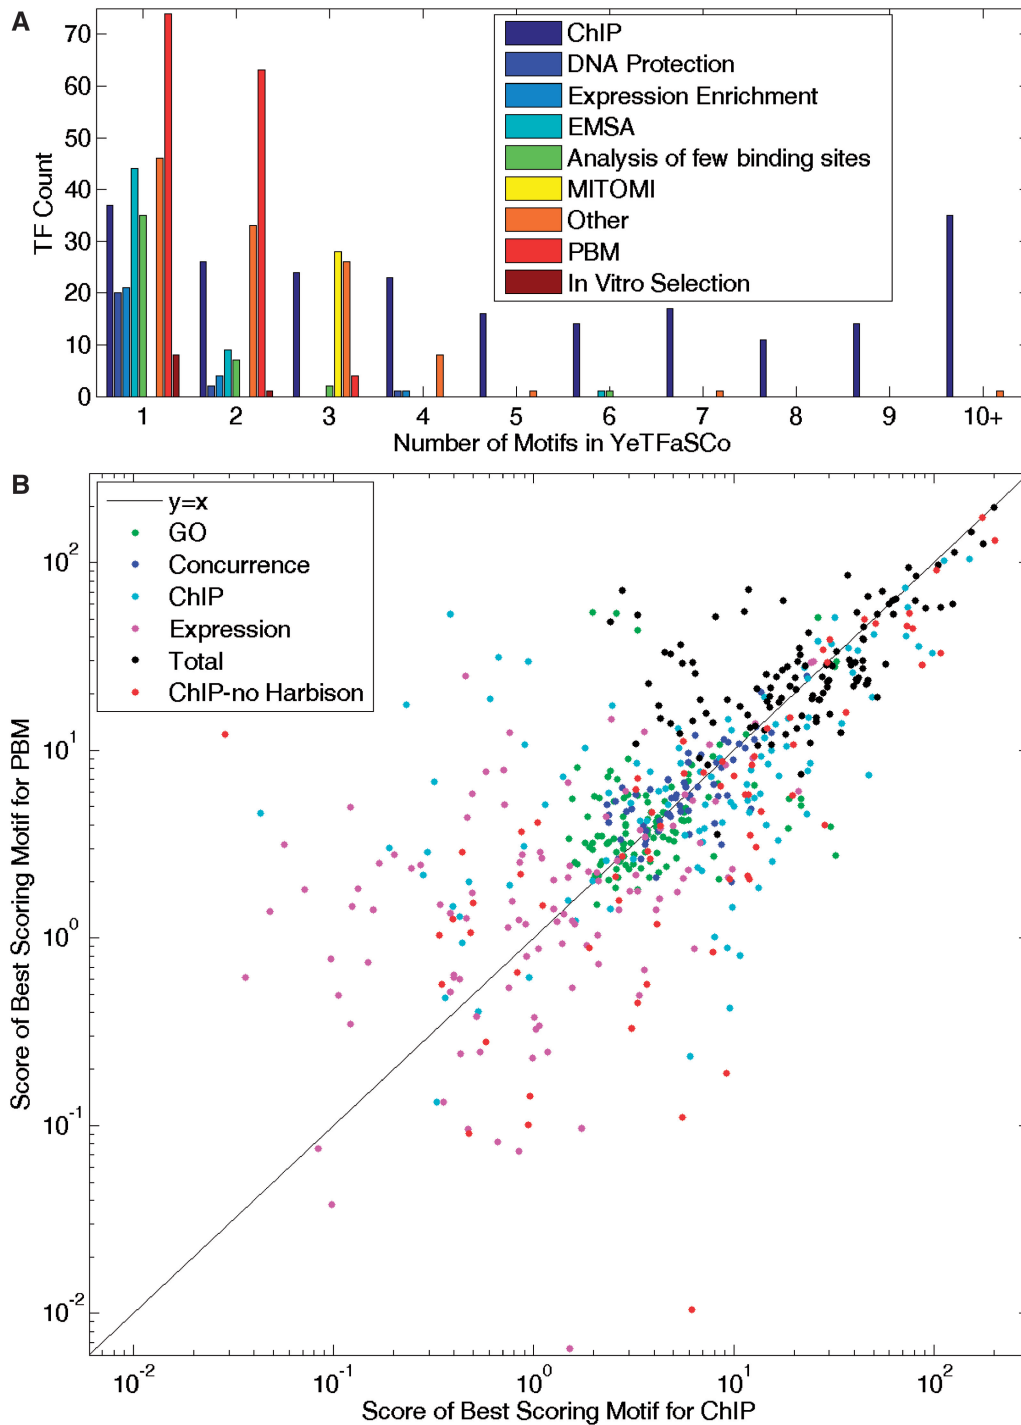 A
70
60
50
40
30
20
10
0
TF Count
ChIP
DNA Protection
Expression Enrichment
EMSA
Analysis of few binding sites
MITOMI
Other
PBM
In Vitro Selection
1 2 3 4 5 6 7 8 9 10+
Number of Motifs in YeTFaSCo
B
y=x
GO
Concurrence
ChIP
Expression
Total
ChIP-no Harbison
10^2
10^1
10^0
10^-1
10^-2
Score of Best Scoring Motif for PBM
10^-2 10^-1 10^0 10^1 10^2
Score of Best Scoring Motif for ChIP